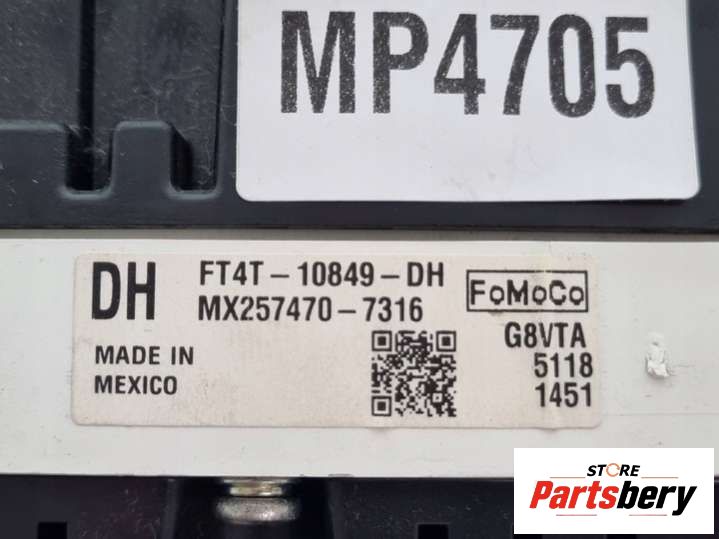 MP4705
DH
FT4T-10849-DH
MX257470-7316
FoMoCo
MADE IN
MEXICO
G8VTA
5118
1451
STORE
Partsbery